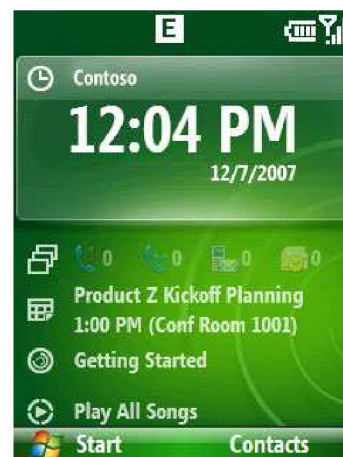 E
Contoso
12:04 PM
12/7/2007
0 0 0 0
Product Z Kickoff Planning
1:00 PM (Conf Room 1001)
Getting Started
Play All Songs
Start Contacts